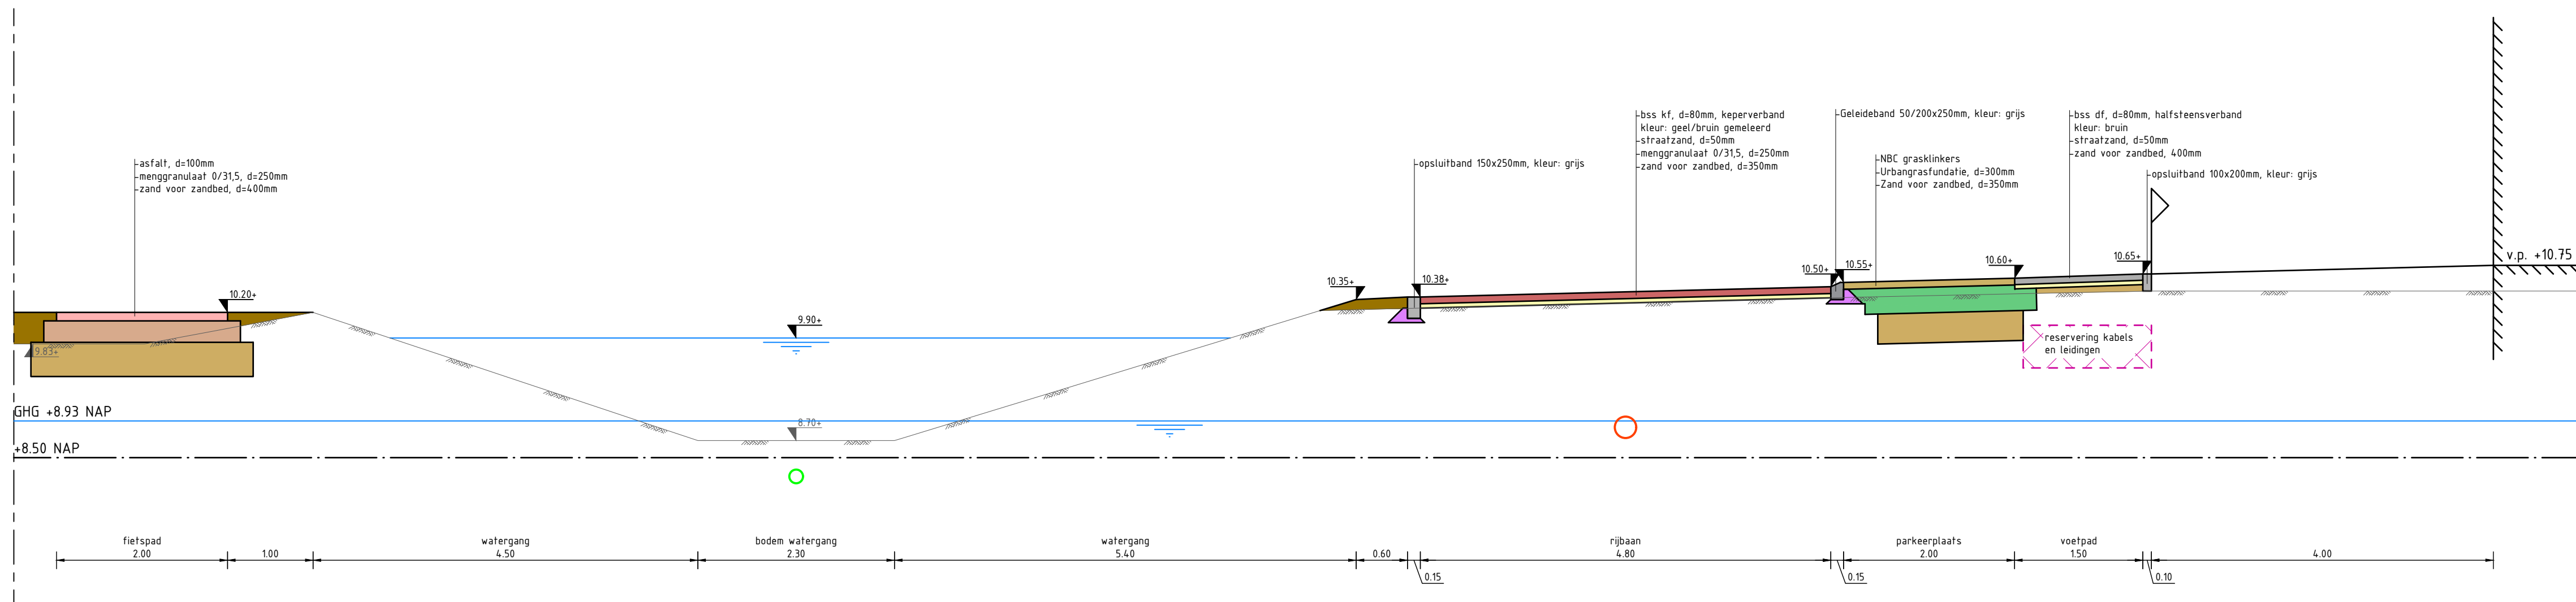 bss kf, d=80mm, keperverband
kleur: geel/bruin gemeleerd
straatzand, d=50mm
menggranulaat 0/31,5, d=250mm
zand voor zandbed, d=350mm
Geleideband 50/200x250mm, kleur: grijs
bss df, d=80mm, halfsteensverband
kleur: bruin
straatzand, d=50mm
zand voor zandbed, 400mm
asfalt, d=100mm
menggranulaat 0/31,5, d=250mm
zand voor zandbed, d=400mm
opsluitband 150x250mm, kleur: grijs
NBC grasklinkers
Urbangrasfundatie, d=300mm
Zand voor zandbed, d=350mm
opsluitband 100x200mm, kleur: grijs
v.p. +10.75
10.20+
9.90+
10.35+
10.38+
10.50+
10.55+
10.60+
10.65+
9.83+
reservering kabels
en leidingen
GHG +8.93 NAP
8.70+
+8.50 NAP
fietspad
2.00
1.00
watergang
4.50
bodem watergang
2.30
watergang
5.40
0.60
0.15
rijbaan
4.80
0.15
parkeerplaats
2.00
voetpad
1.50
0.10
4.00